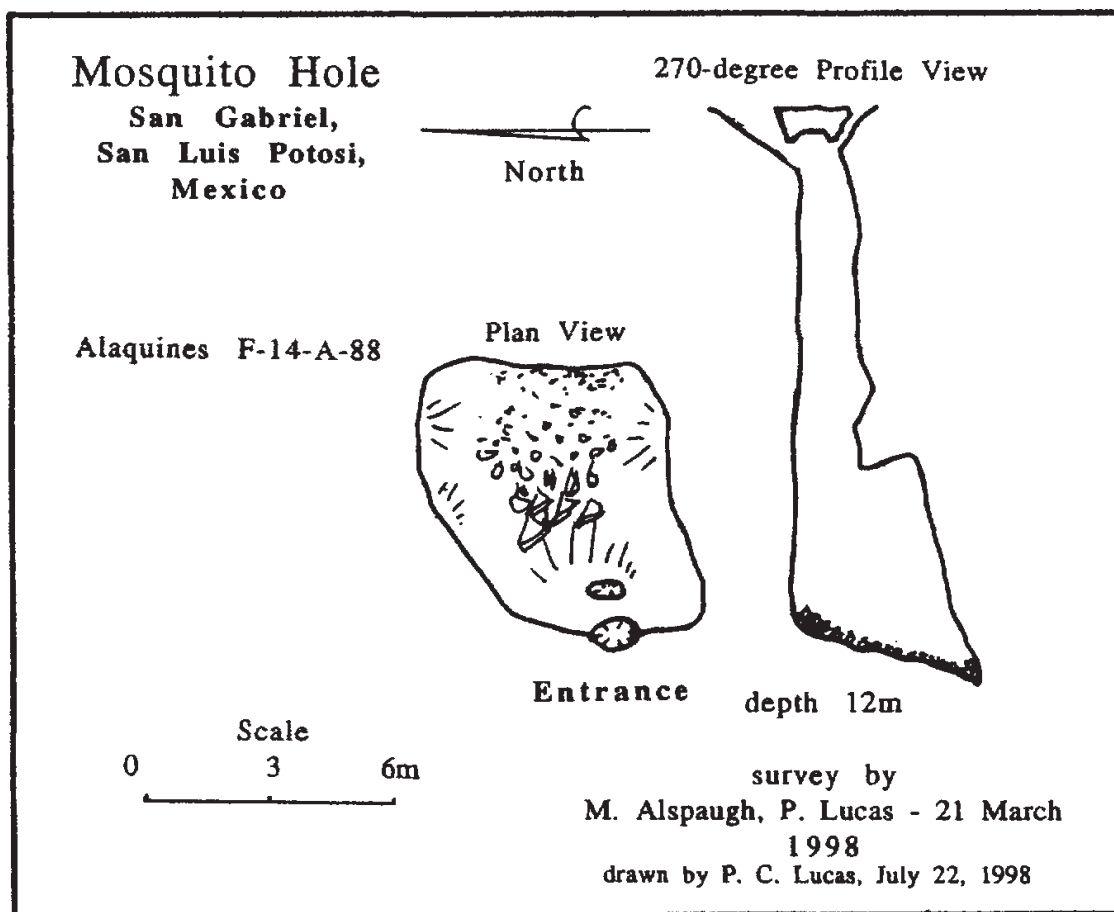 Mosquito Hole
San Gabriel,
San Luis Potosi,
Mexico
270-degree Profile View
North
Alaquines F-14-A-88
Plan View
Entrance
depth 12m
Scale
0 3 6m
survey by
M. Alspaugh, P. Lucas - 21 March
1998
drawn by P. C. Lucas, July 22, 1998